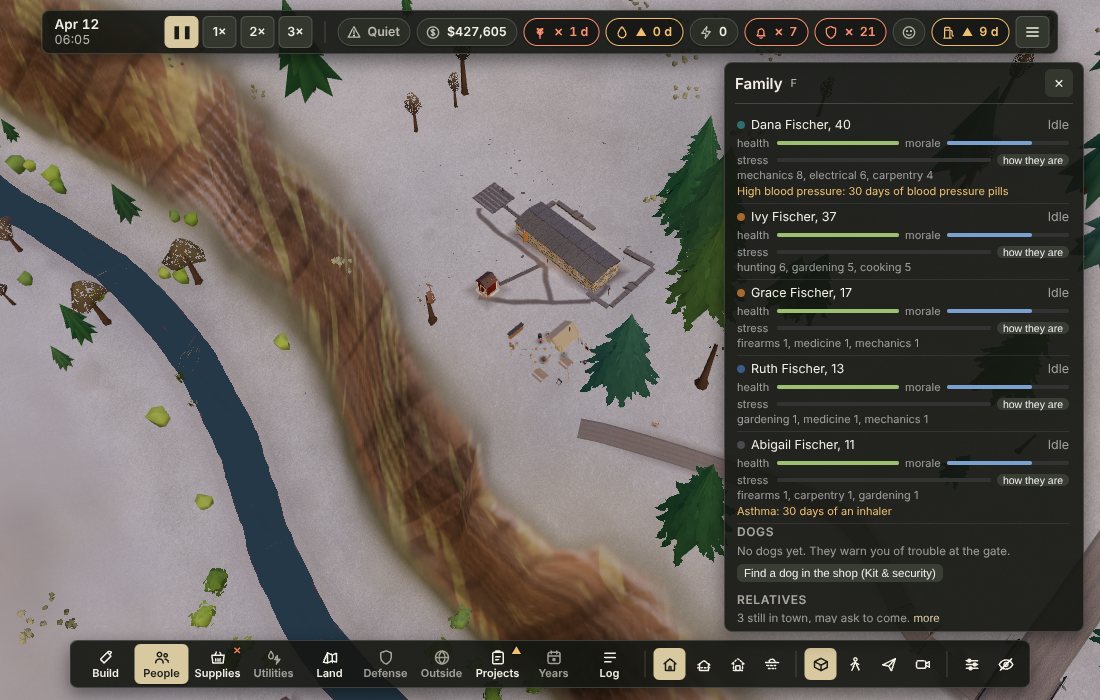 Apr 12
06:05
1× 2× 3× Quiet $427,605 × 1 d ▲ 0 d 0 × 7 × 21 ▲ 9 d
Family F ×
Dana Fischer, 40 Idle
health morale
stress how they are
mechanics 8, electrical 6, carpentry 4
High blood pressure: 30 days of blood pressure pills
Ivy Fischer, 37 Idle
health morale
stress how they are
hunting 6, gardening 5, cooking 5
Grace Fischer, 17 Idle
health morale
stress how they are
firearms 1, medicine 1, mechanics 1
Ruth Fischer, 13 Idle
health morale
stress how they are
gardening 1, medicine 1, mechanics 1
Abigail Fischer, 11 Idle
health morale
stress how they are
firearms 1, carpentry 1, gardening 1
Asthma: 30 days of an inhaler
DOGS
No dogs yet. They warn you of trouble at the gate.
Find a dog in the shop (Kit & security)
RELATIVES
3 still in town, may ask to come. more
Build People Supplies Utilities Land Defense Outside Projects Years Log